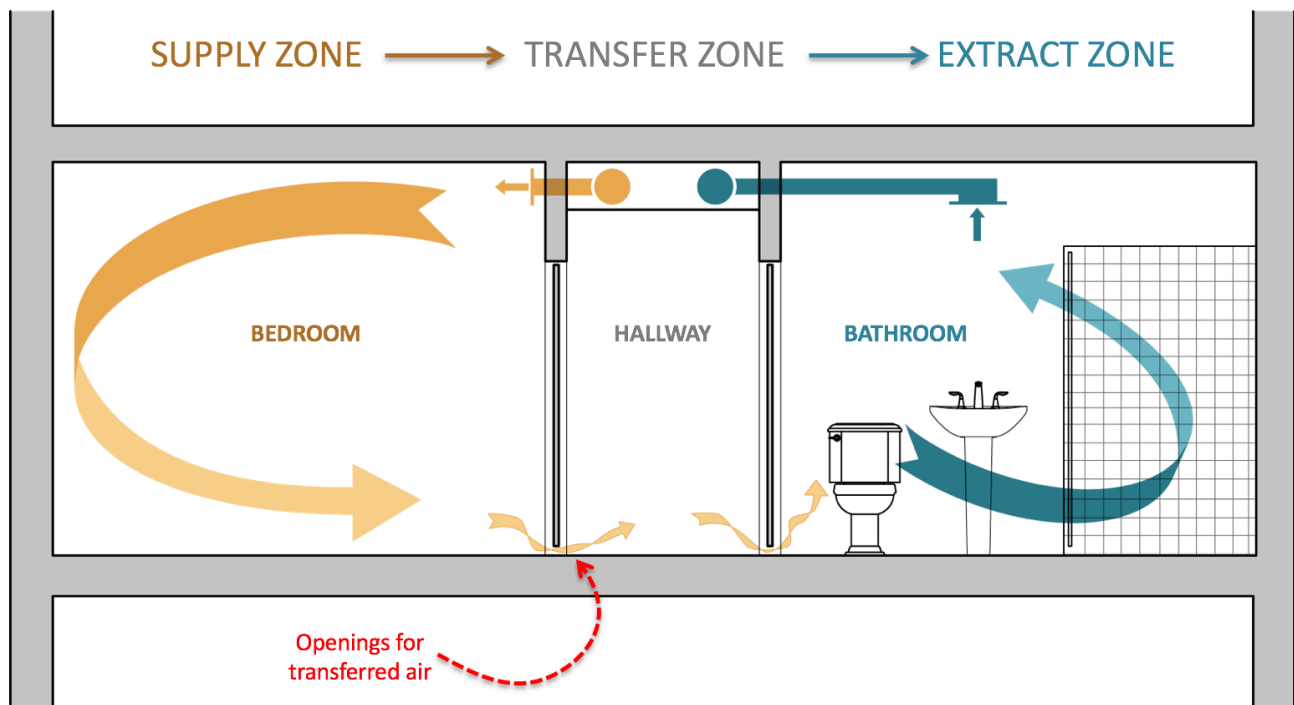 SUPPLY ZONE
TRANSFER ZONE
EXTRACT ZONE
BEDROOM
HALLWAY
BATHROOM
Openings for
transferred air